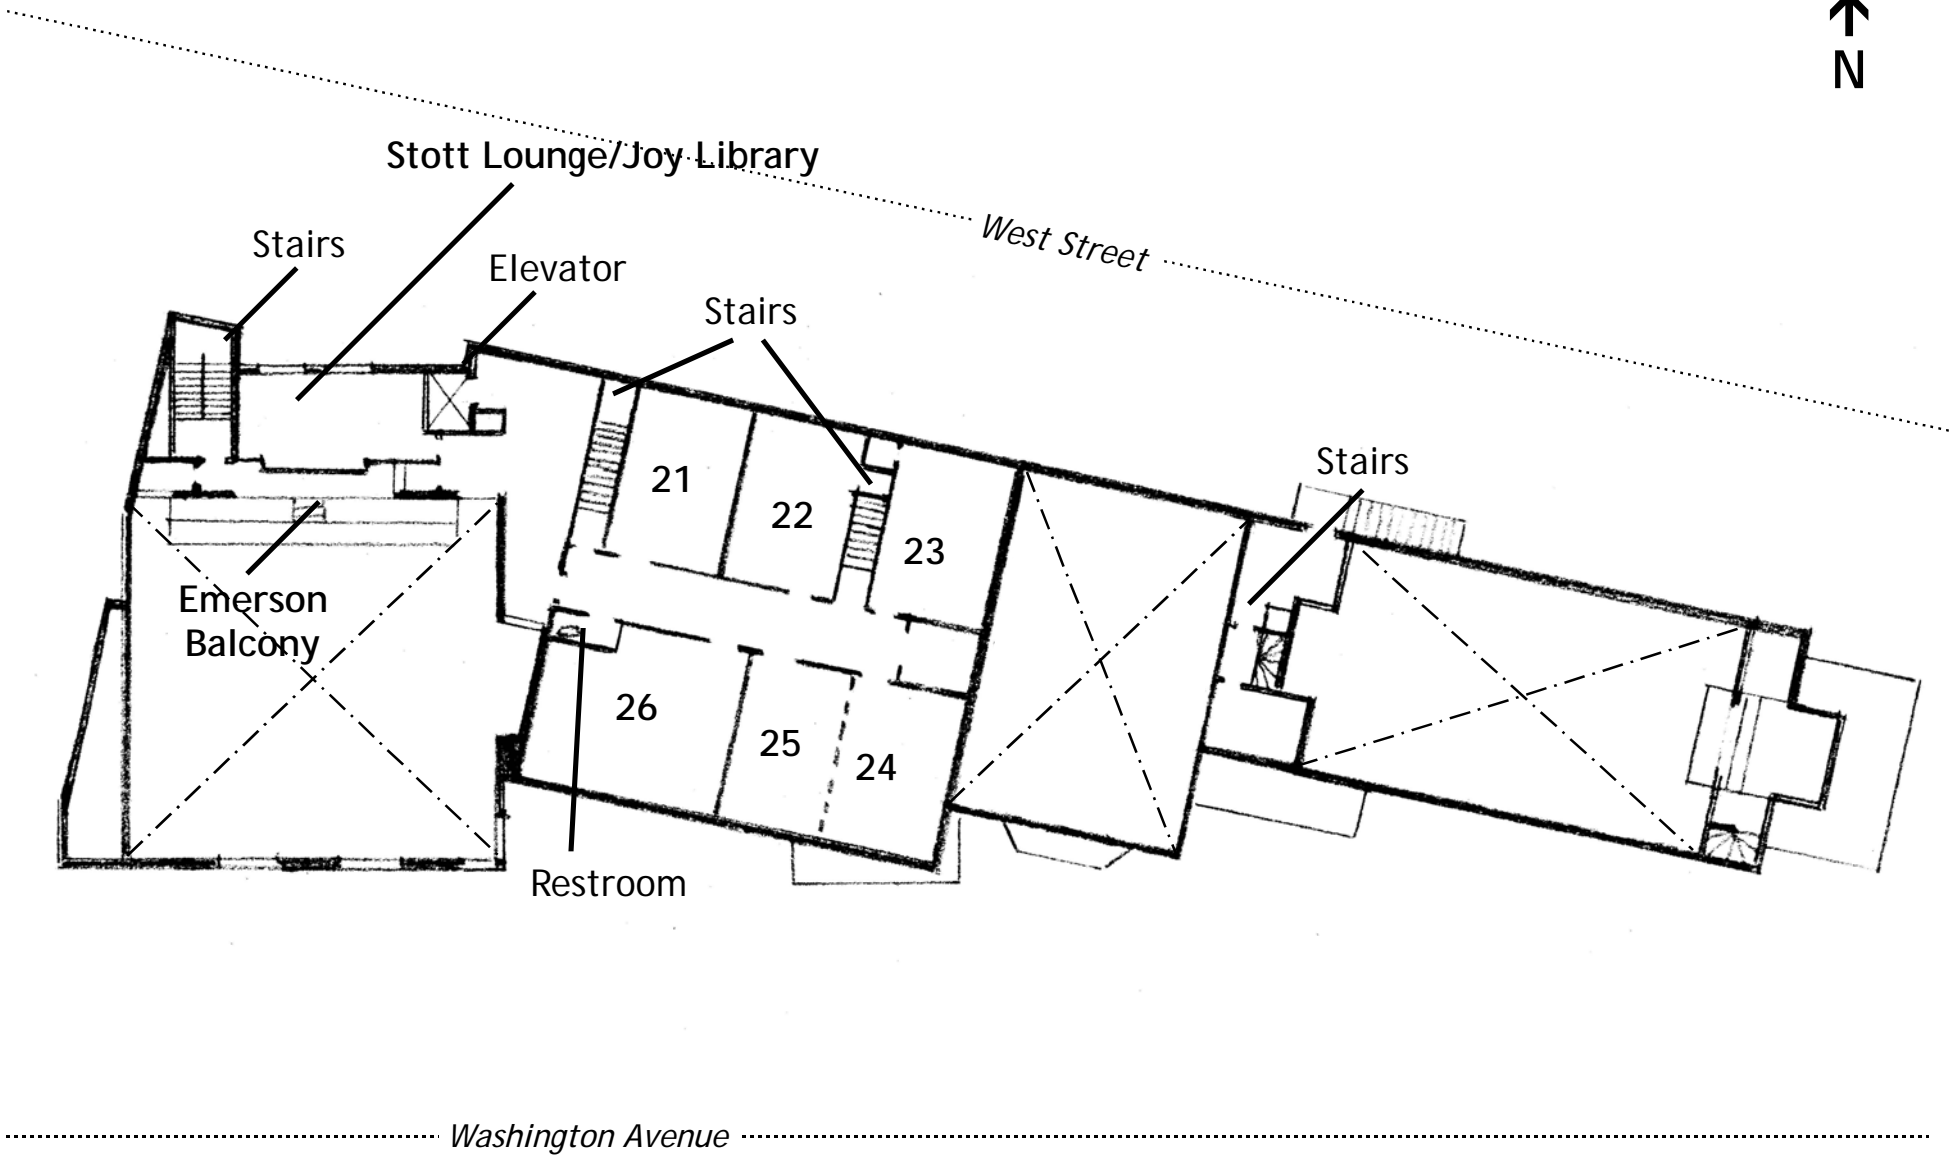 N
Stott Lounge/Joy Library
West Street
Stairs
Elevator
Stairs
Stairs
21
22
23
Emerson
Balcony
26
25
24
Restroom
Washington Avenue